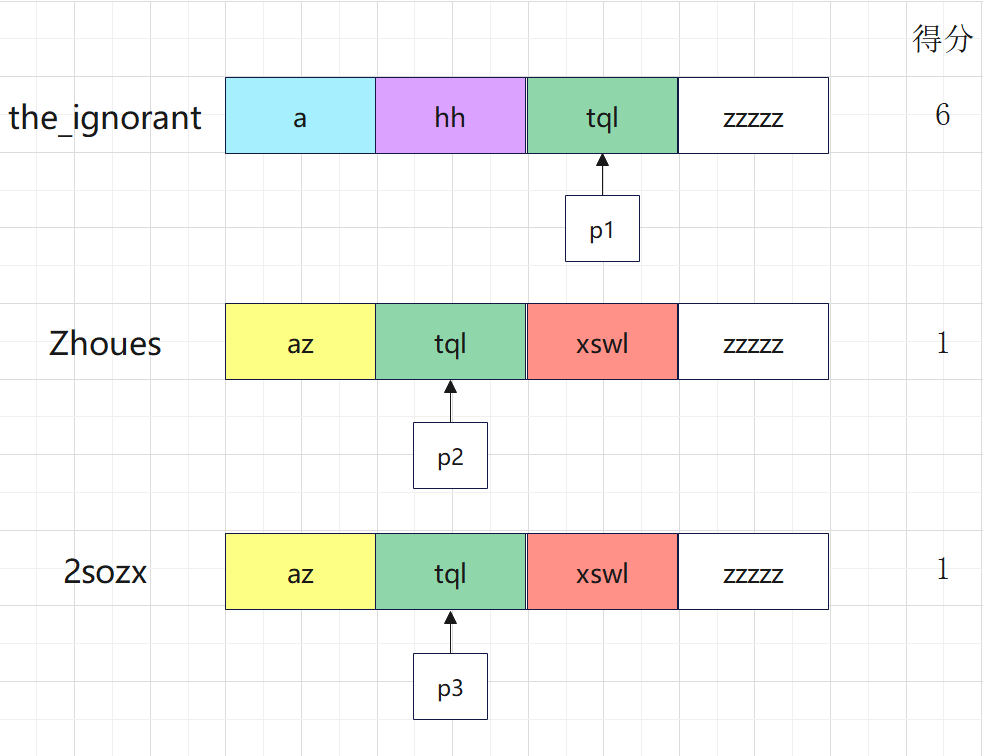 得分
the_ignorant a hh tql zzzzz 6
p1
Zhoues az tql xswl zzzzz 1
p2
2sozx az tql xswl zzzzz 1
p3